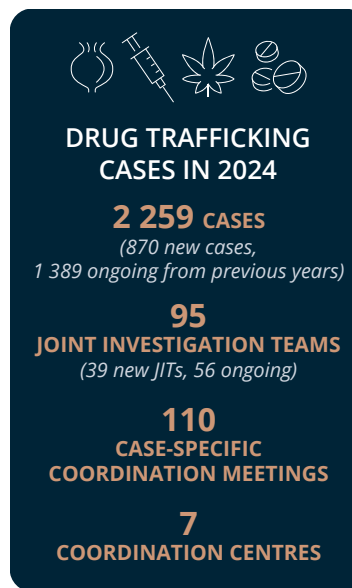 DRUG TRAFFICKING
CASES IN 2024
2 259 CASES
(870 new cases,
1 389 ongoing from previous years)
95
JOINT INVESTIGATION TEAMS
(39 new JITs, 56 ongoing)
110
CASE-SPECIFIC
COORDINATION MEETINGS
7
COORDINATION CENTRES